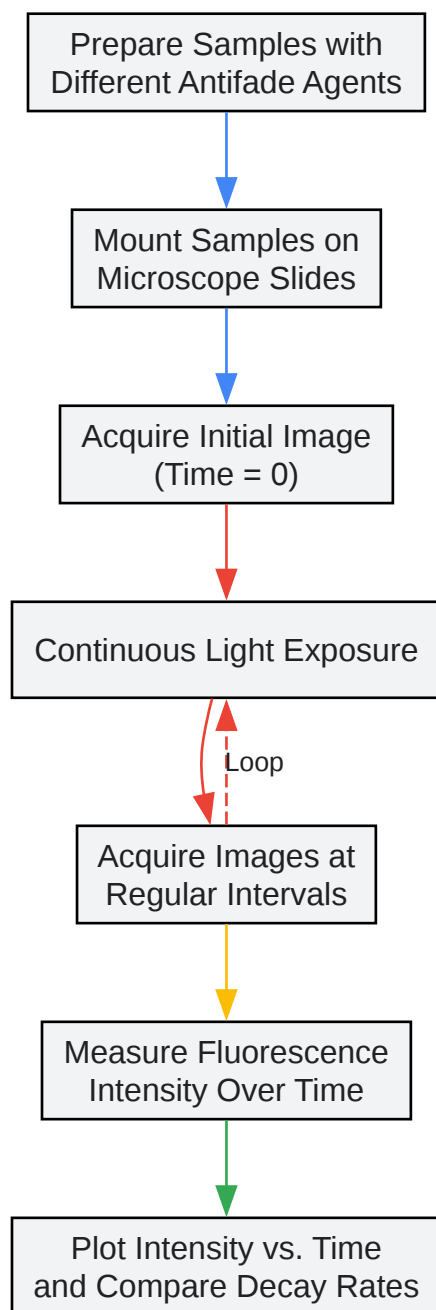 Prepare Samples with
Different Antifade Agents
Mount Samples on
Microscope Slides
Acquire Initial Image
(Time = 0)
Continuous Light Exposure
Loop
Acquire Images at
Regular Intervals
Measure Fluorescence
Intensity Over Time
Plot Intensity vs. Time
and Compare Decay Rates